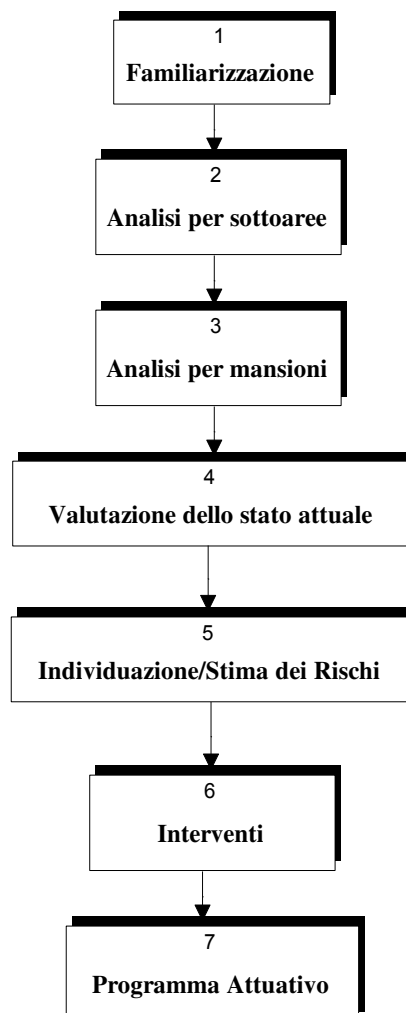 1
Familiarizzazione
2
Analisi per sottoaree
3
Analisi per mansioni
4
Valutazione dello stato attuale
5
Individuazione/Stima dei Rischi
6
Interventi
7
Programma Attuativo